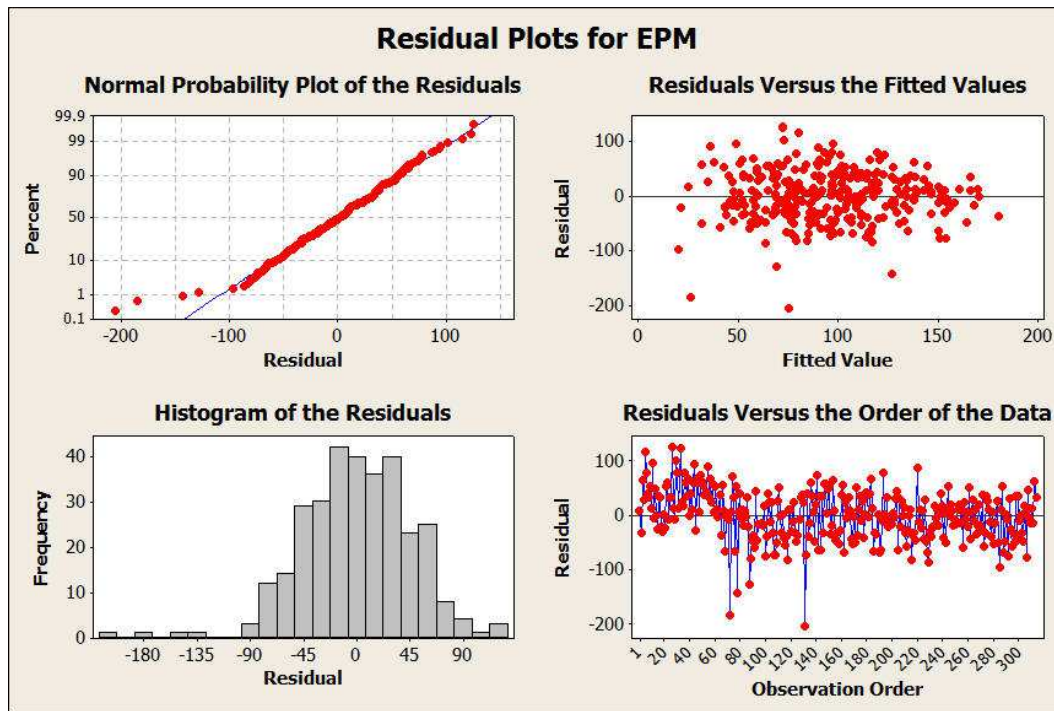 Residual Plots for EPM
Normal Probability Plot of the Residuals
99.9
99
90
50
10
1
0.1
Percent
-200 -100 0 100
Residual
Residuals Versus the Fitted Values
100
0
-100
-200
Residual
0 50 100 150 200
Fitted Value
Histogram of the Residuals
40
30
20
10
0
Frequency
-180 -135 -90 -45 0 45 90
Residual
Residuals Versus the Order of the Data
100
0
-100
-200
Residual
1 20 40 60 80 100 120 140 160 180 200 220 240 260 280 300
Observation Order